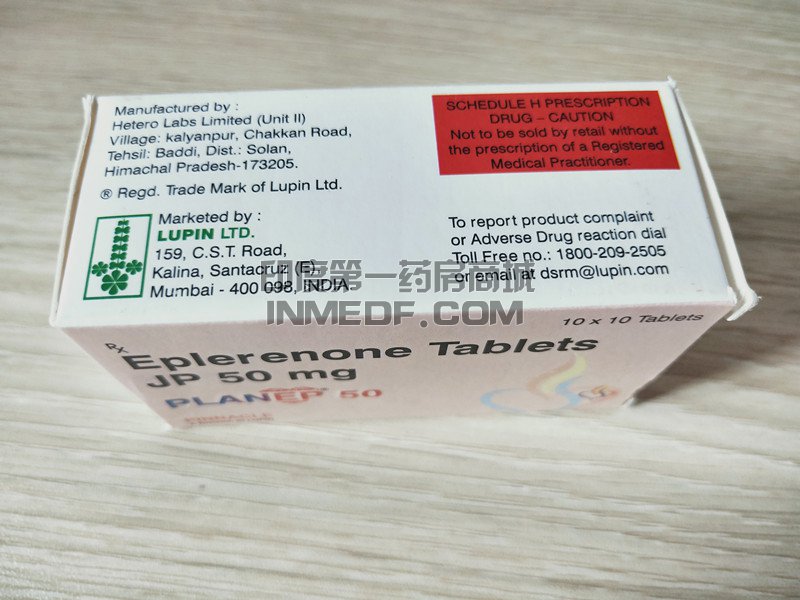 Manufactured by :
Hetero Labs Limited (Unit II)
Village: kalyanpur, Chakkan Road,
Tehsil: Baddi, Dist.: Solan,
Himachal Pradesh-173205.
® Regd. Trade Mark of Lupin Ltd.
Marketed by :
LUPIN LTD.
159, C.S.T. Road,
Kalina, Santacruz (E),
Mumbai - 400 098, INDIA
SCHEDULE H PRESCRIPTION
DRUG – CAUTION
Not to be sold by retail without
the prescription of a Registered
Medical Practitioner.
To report product complaint
or Adverse Drug reaction dial
Toll Free no.: 1800-209-2505
or email at dsrm@lupin.com
印度第一药房商城
INMEDF.COM
10 x 10 Tablets
Rx
Eplerenone Tablets
JP 50 mg
PLANEP® 50
PINNACLE